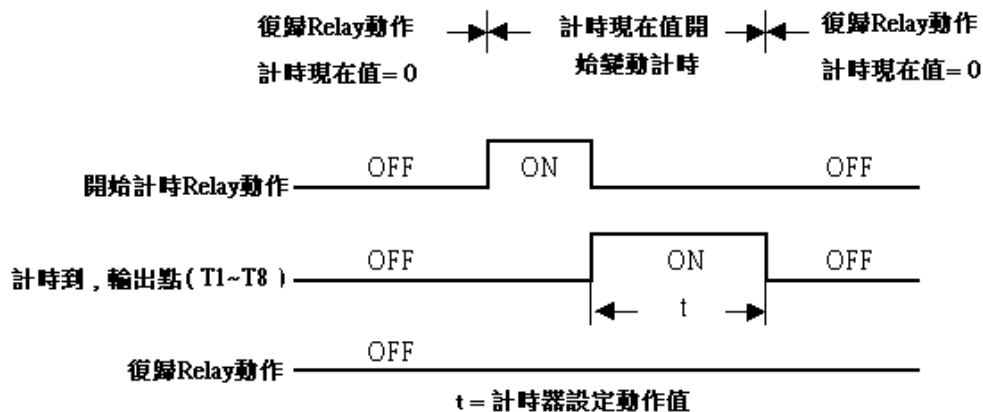 復歸Relay動作
計時現在值= 0
計時現在值開
始變動計時
復歸Relay動作
計時現在值= 0
開始計時Relay動作
OFF
ON
OFF
計時到 , 輸出點( T1~T8 )
OFF
ON
OFF
t
復歸Relay動作
OFF
t = 計時器設定動作值